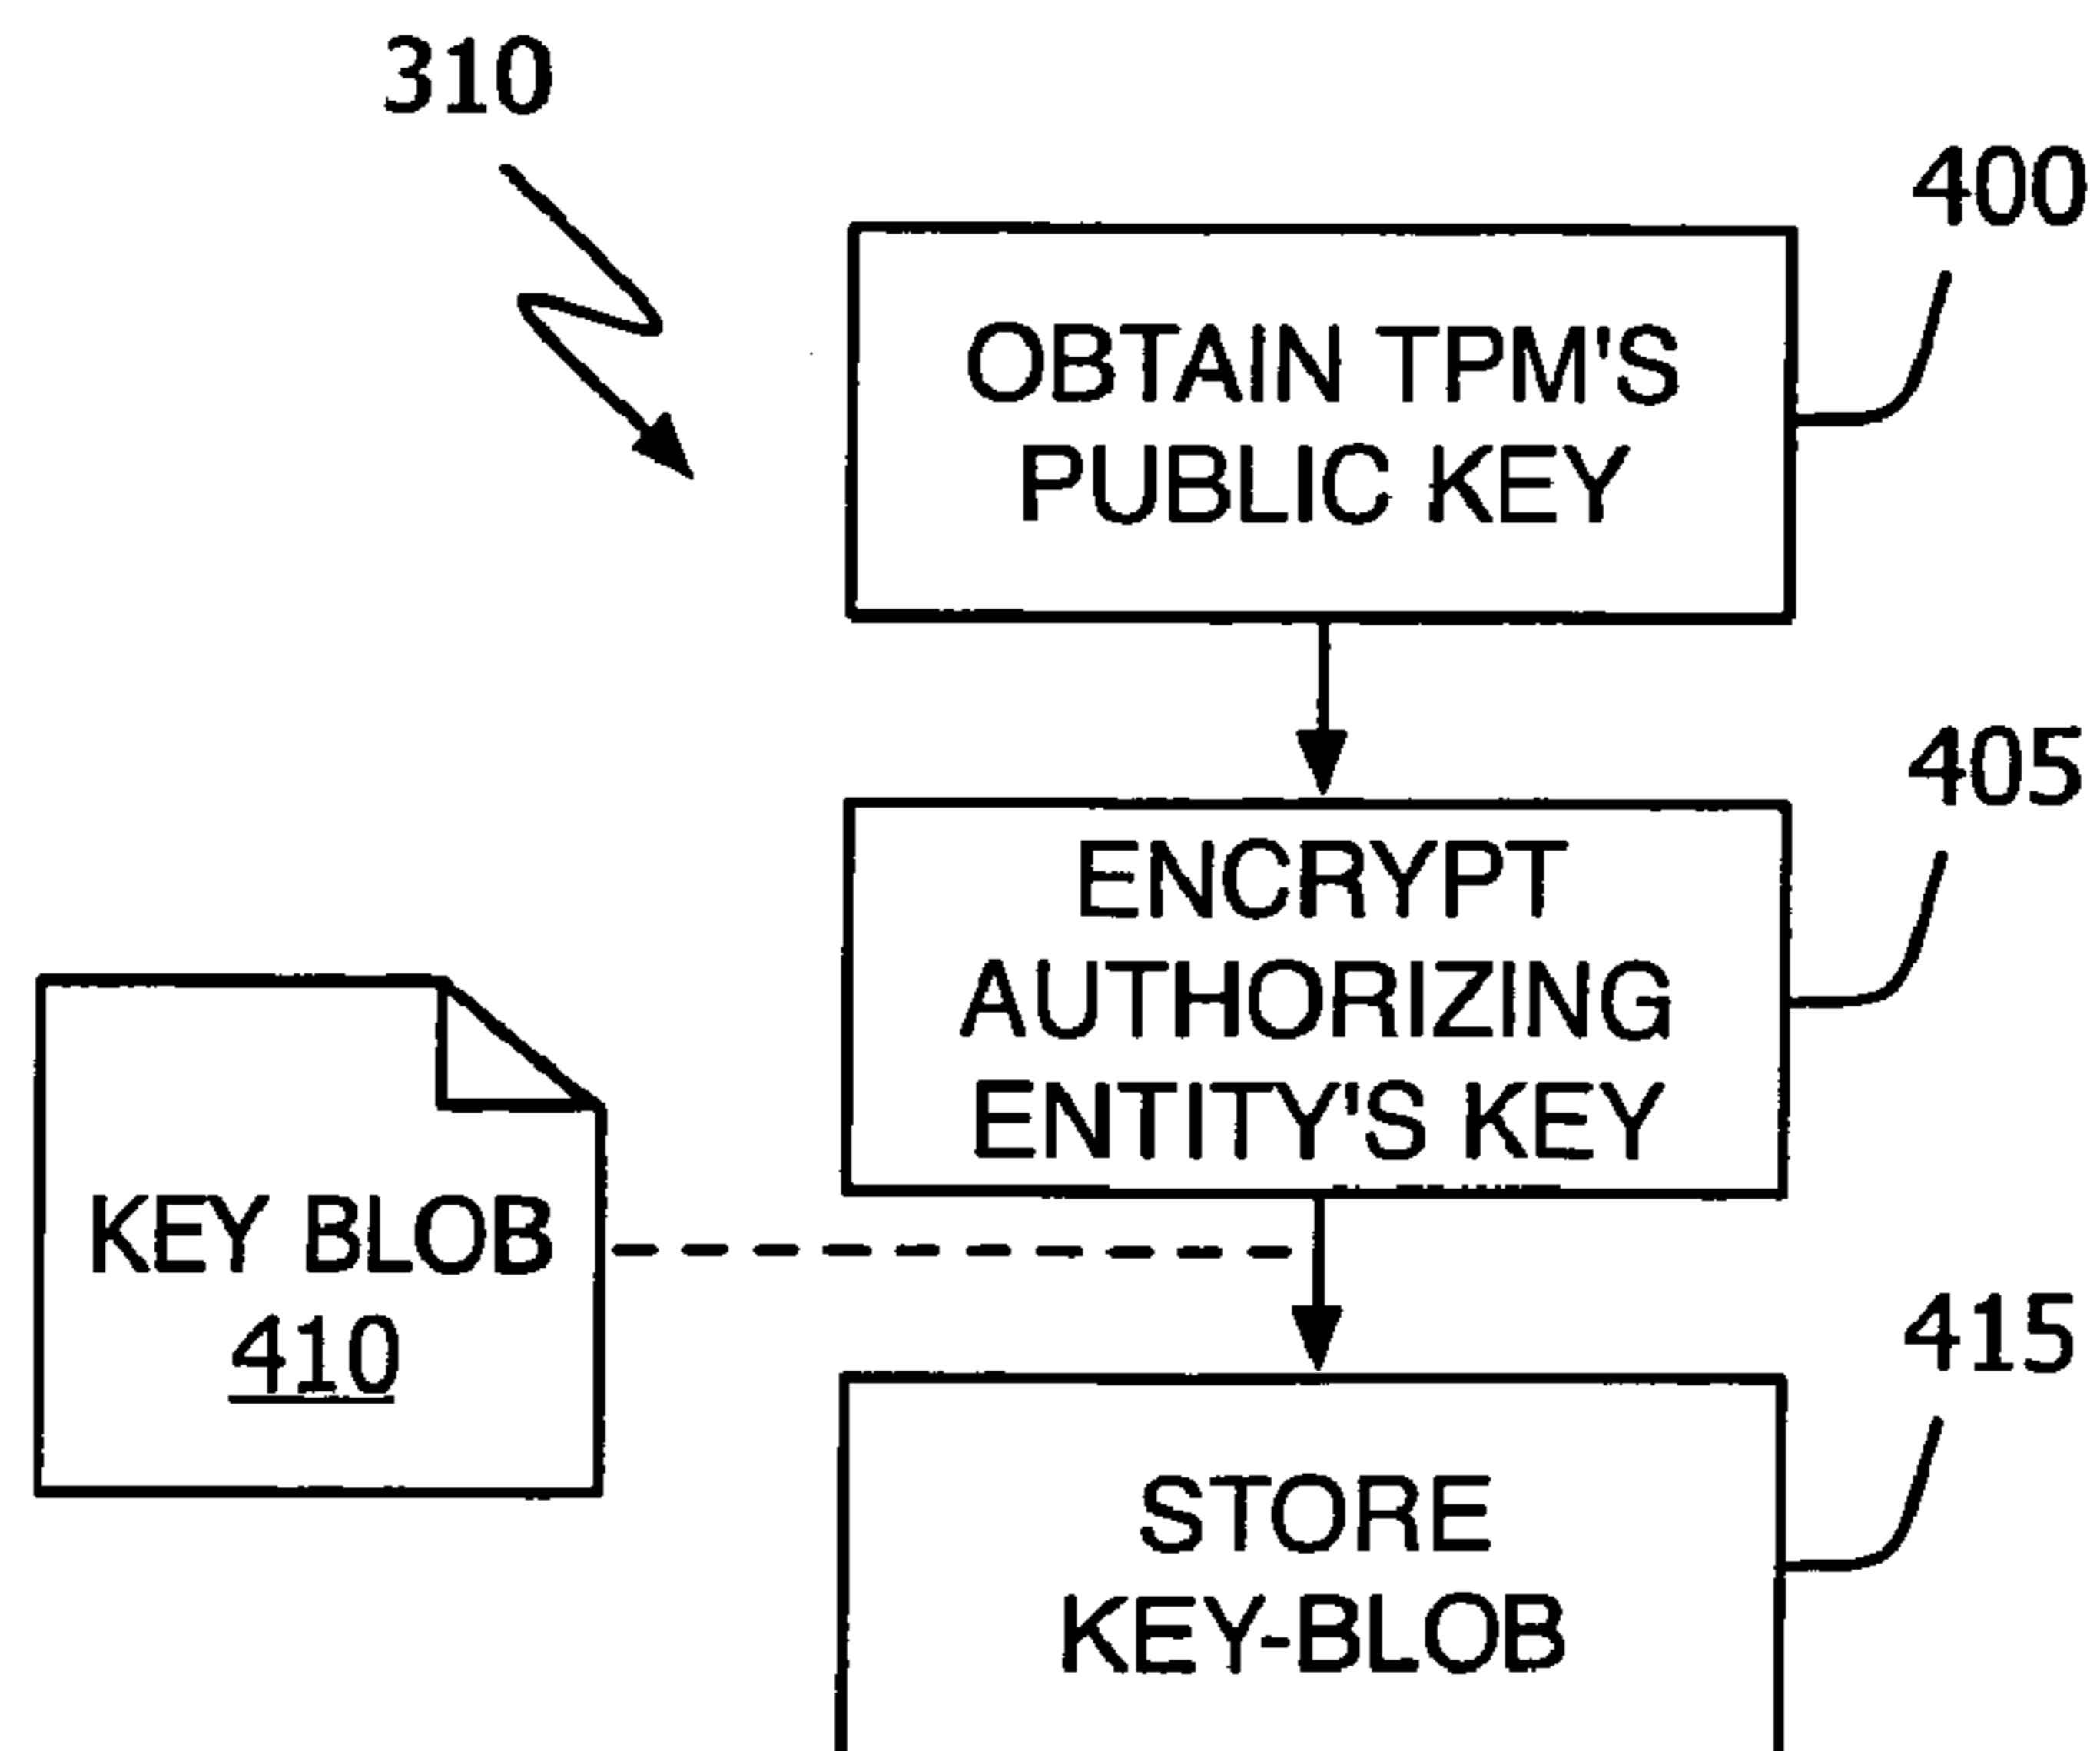 310
400
OBTAIN TPM'S
PUBLIC KEY
405
ENCRYPT
AUTHORIZING
ENTITY'S KEY
KEY BLOB
410
415
STORE
KEY-BLOB